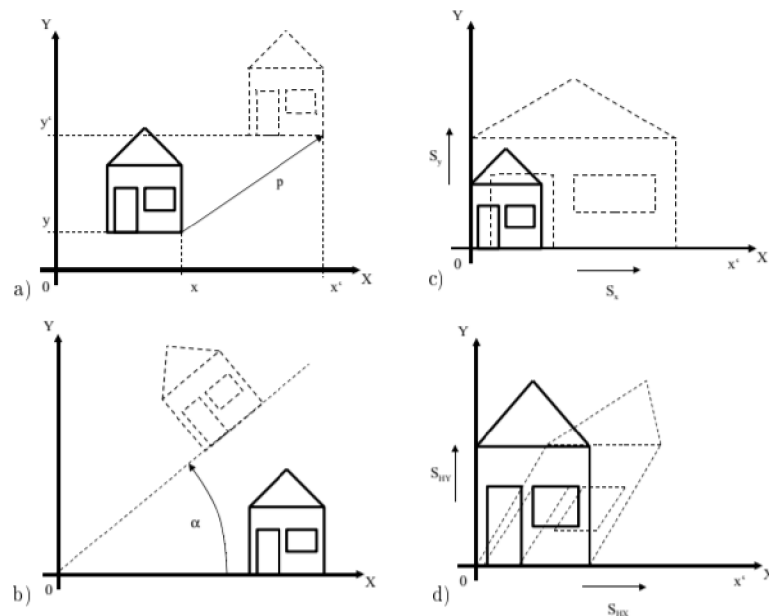 Y
y'
p
y
0
x
x'
X
a)
Y
S_y
0
x'
X
S_x
c)
Y
α
0
X
b)
Y
S_HY
0
x'
X
S_HX
d)